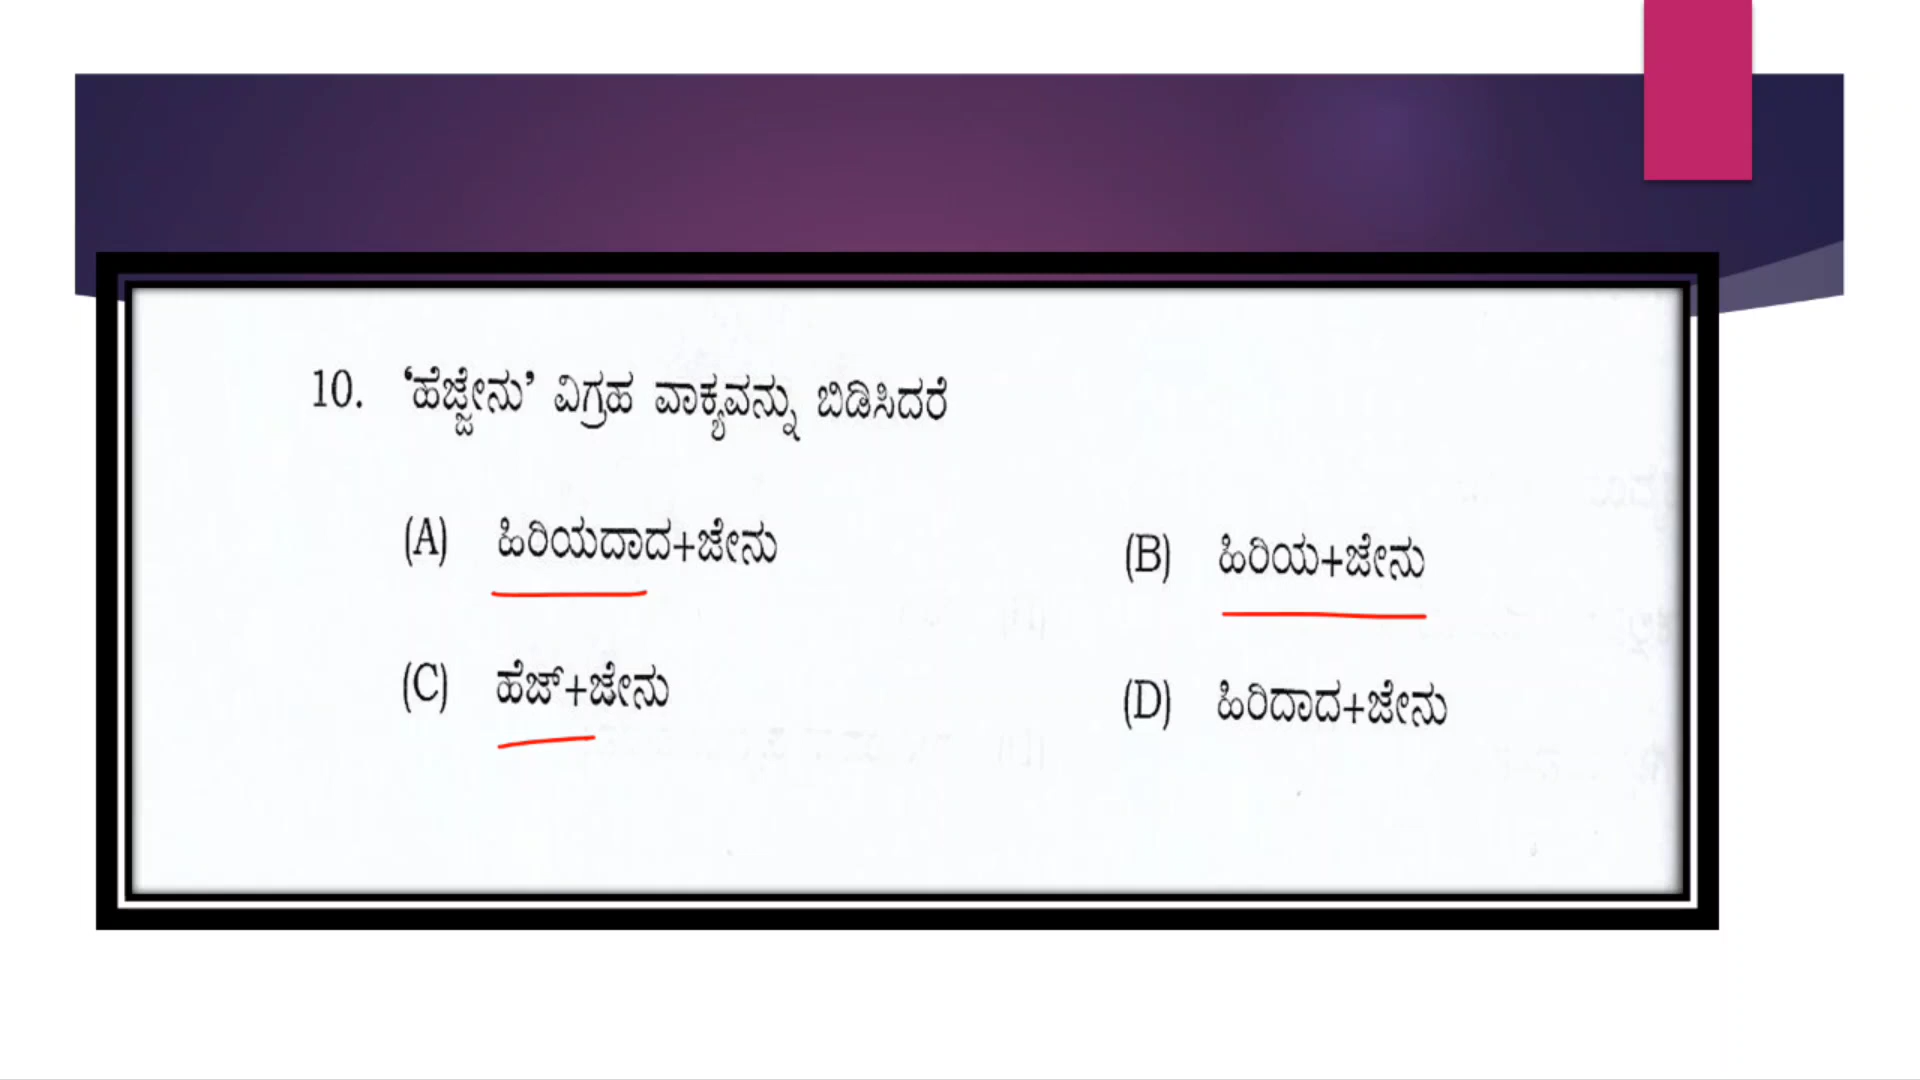 10. ‘ಹೆಜ್ಜೇನು’ ವಿಗ್ರಹ ವಾಕ್ಯವನ್ನು ಬಿಡಿಸಿದರೆ
(A) ಹಿರಿಯದಾದ+ಜೇನು
(B) ಹಿರಿಯ+ಜೇನು
(C) ಹೆಜ್+ಜೇನು
(D) ಹಿರಿದಾದ+ಜೇನು